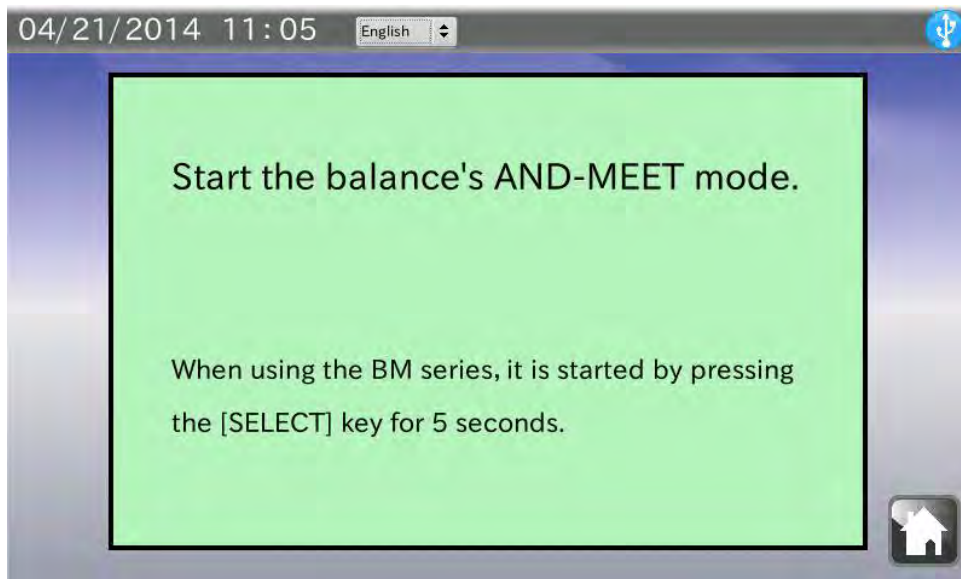 04/21/2014 11:05 English
Start the balance's AND-MEET mode.
When using the BM series, it is started by pressing
the [SELECT] key for 5 seconds.